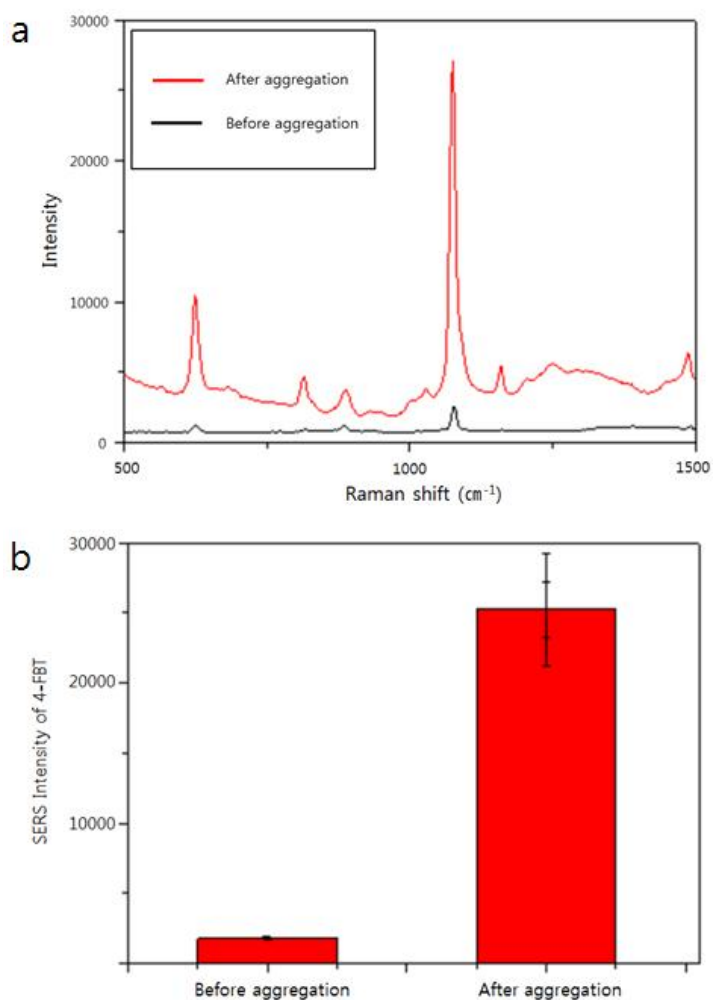 a
30000
20000
10000
0
Intensity
After aggregation
Before aggregation
500
1000
1500
Raman shift (㎝⁻¹)
b
30000
20000
10000
SERS Intensity of 4-FBT
Before aggregation
After aggregation